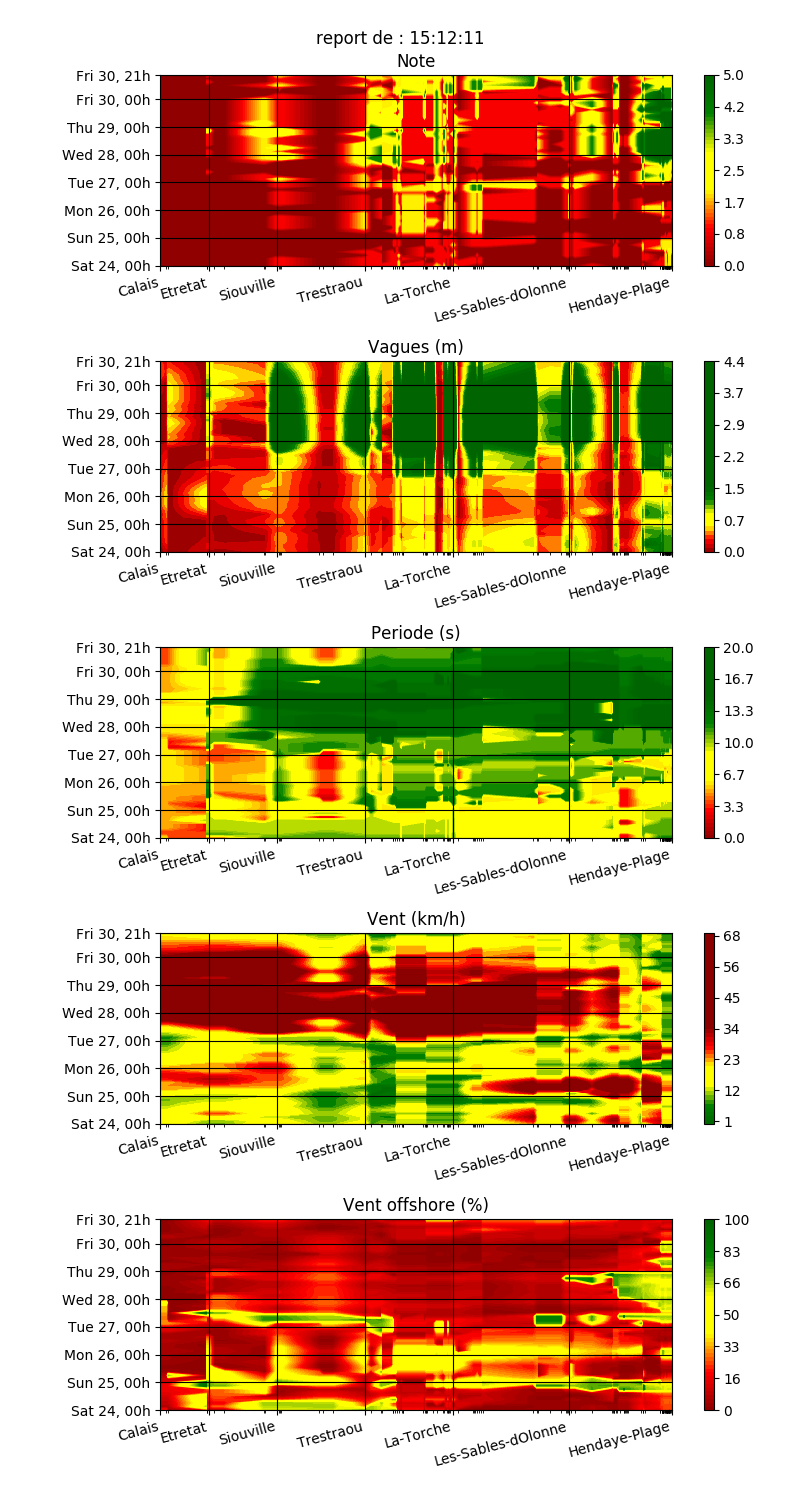 report de : 15:12:11
Note
Fri 30, 21h
Fri 30, 00h
Thu 29, 00h
Wed 28, 00h
Tue 27, 00h
Mon 26, 00h
Sun 25, 00h
Sat 24, 00h
Calais
Etretat
Siouville
Trestraou
La-Torche
Les-Sables-dOlonne
Hendaye-Plage
5.0
4.2
3.3
2.5
1.7
0.8
0.0
Vagues (m)
Fri 30, 21h
Fri 30, 00h
Thu 29, 00h
Wed 28, 00h
Tue 27, 00h
Mon 26, 00h
Sun 25, 00h
Sat 24, 00h
Calais
Etretat
Siouville
Trestraou
La-Torche
Les-Sables-dOlonne
Hendaye-Plage
4.4
3.7
2.9
2.2
1.5
0.7
0.0
Periode (s)
Fri 30, 21h
Fri 30, 00h
Thu 29, 00h
Wed 28, 00h
Tue 27, 00h
Mon 26, 00h
Sun 25, 00h
Sat 24, 00h
Calais
Etretat
Siouville
Trestraou
La-Torche
Les-Sables-dOlonne
Hendaye-Plage
20.0
16.7
13.3
10.0
6.7
3.3
0.0
Vent (km/h)
Fri 30, 21h
Fri 30, 00h
Thu 29, 00h
Wed 28, 00h
Tue 27, 00h
Mon 26, 00h
Sun 25, 00h
Sat 24, 00h
Calais
Etretat
Siouville
Trestraou
La-Torche
Les-Sables-dOlonne
Hendaye-Plage
68
56
45
34
23
12
1
Vent offshore (%)
Fri 30, 21h
Fri 30, 00h
Thu 29, 00h
Wed 28, 00h
Tue 27, 00h
Mon 26, 00h
Sun 25, 00h
Sat 24, 00h
Calais
Etretat
Siouville
Trestraou
La-Torche
Les-Sables-dOlonne
Hendaye-Plage
100
83
66
50
33
16
0